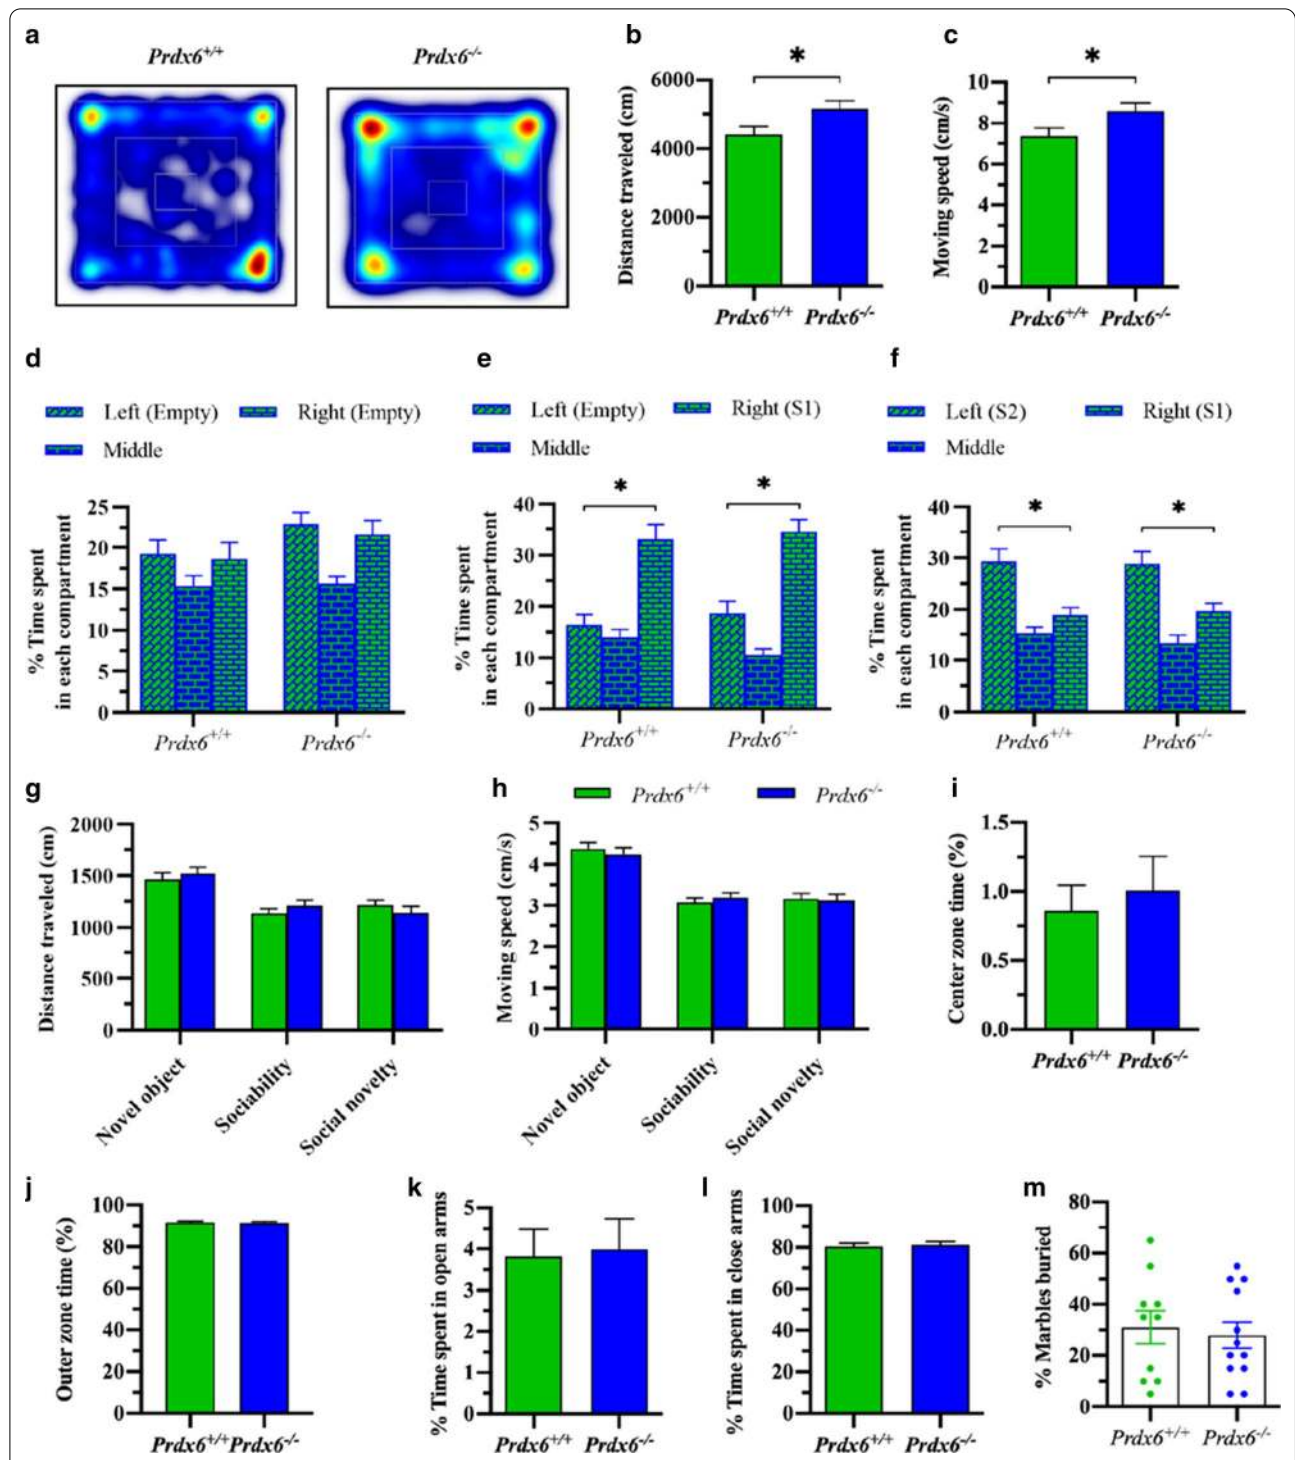 a
Prdx6+/+
Prdx6-/-
b
*
6000
4000
2000
0
Distance traveled (cm)
Prdx6+/+ Prdx6-/-
c
*
10
8
6
4
2
0
Moving speed (cm/s)
Prdx6+/+ Prdx6-/-
d
Left (Empty) Right (Empty)
Middle
25
20
15
10
5
0
% Time spent
in each compartment
Prdx6+/+ Prdx6-/-
e
Left (Empty) Right (S1)
Middle
* *
40
30
20
10
0
% Time spent
in each compartment
Prdx6+/+ Prdx6-/-
f
Left (S2) Right (S1)
Middle
* *
40
30
20
10
0
% Time spent
in each compartment
Prdx6+/+ Prdx6-/-
g
2000
1500
1000
500
0
Distance traveled (cm)
Novel object
Sociability
Social novelty
h
Prdx6+/+ Prdx6-/-
5
4
3
2
1
0
Moving speed (cm/s)
Novel object
Sociability
Social novelty
i
1.5
1.0
0.5
0.0
Center zone time (%)
Prdx6+/+ Prdx6-/-
j
100
80
60
40
20
0
Outer zone time (%)
Prdx6+/+ Prdx6-/-
k
5
4
3
2
1
0
% Time spent in open arms
Prdx6+/+ Prdx6-/-
l
100
80
60
40
20
0
% Time spent in close arms
Prdx6+/+ Prdx6-/-
m
80
60
40
20
0
% Marbles buried
Prdx6+/+ Prdx6-/-